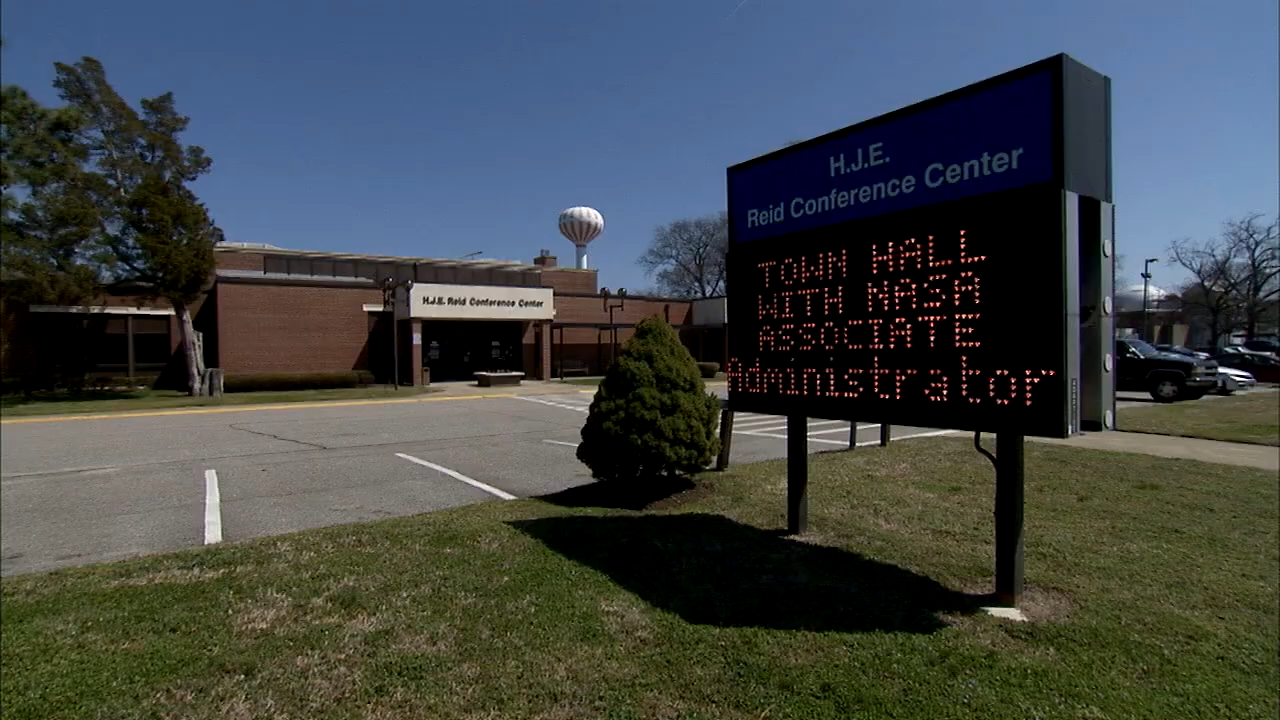 H.J.E.
Reid Conference Center
TOWN HALL
WITH NASA
ASSOCIATE
Administrator
H.J.E. Reid Conference Center